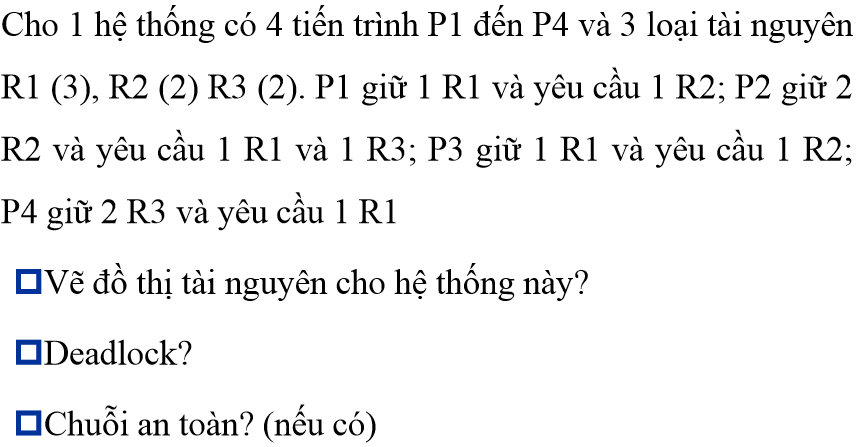 Cho 1 hệ thống có 4 tiến trình P1 đến P4 và 3 loại tài nguyên
R1 (3), R2 (2) R3 (2). P1 giữ 1 R1 và yêu cầu 1 R2; P2 giữ 2
R2 và yêu cầu 1 R1 và 1 R3; P3 giữ 1 R1 và yêu cầu 1 R2;
P4 giữ 2 R3 và yêu cầu 1 R1
Vẽ đồ thị tài nguyên cho hệ thống này?
Deadlock?
Chuỗi an toàn? (nếu có)